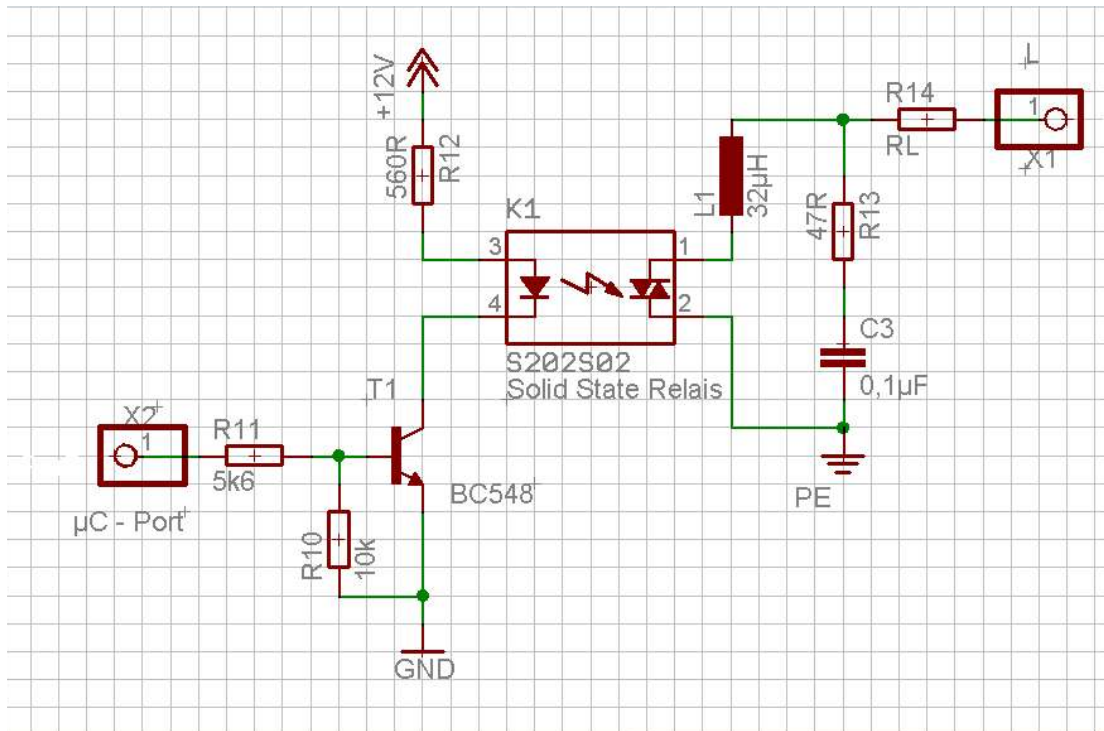 L
+12V
R14
1
RL
X1
560R
R12
K1
L1
32µH
47R
R13
3
1
4
2
C3
S202S02
Solid State Relais
0,1µF
T1
X2
1
R11
5k6
BC548
PE
µC - Port
R10
10k
GND